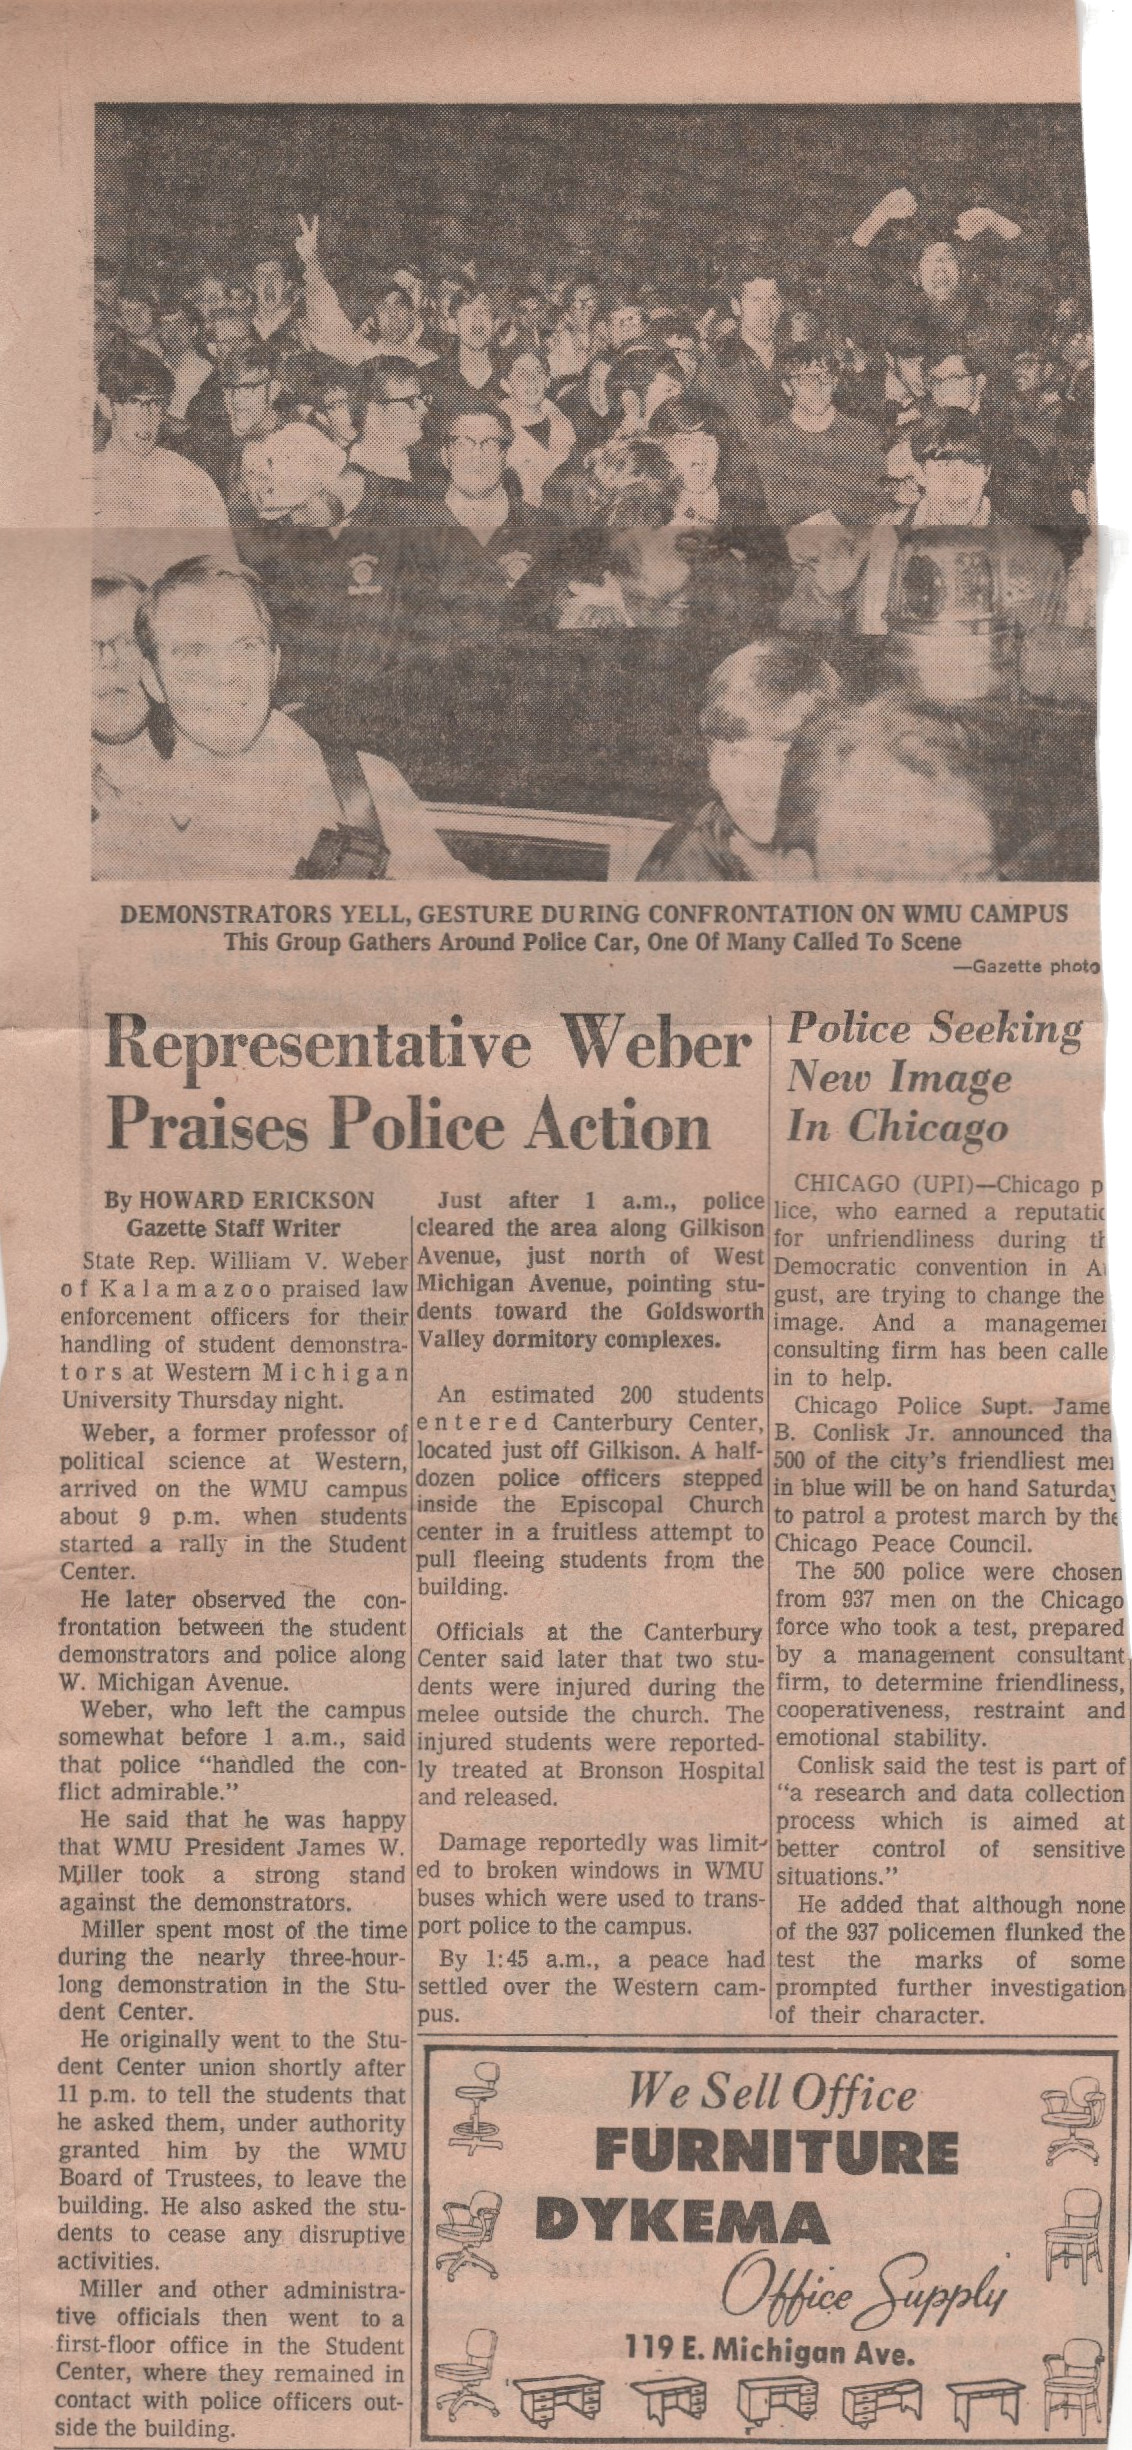 DEMONSTRATORS YELL, GESTURE DURING CONFRONTATION ON WMU CAMPUS
This Group Gathers Around Police Car, One Of Many Called To Scene
—Gazette photo
Representative Weber
Praises Police Action
By HOWARD ERICKSON
Gazette Staff Writer
State Rep. William V. Weber
of Kalamazoo praised law
enforcement officers for their
handling of student demonstra-
tors at Western Michigan
University Thursday night.
Weber, a former professor of
political science at Western,
arrived on the WMU campus
about 9 p.m. when students
started a rally in the Student
Center.
He later observed the con-
frontation between the student
demonstrators and police along
W. Michigan Avenue.
Weber, who left the campus
somewhat before 1 a.m., said
that police “handled the con-
flict admirable.”
He said that he was happy
that WMU President James W.
Miller took a strong stand
against the demonstrators.
Miller spent most of the time
during the nearly three-hour-
long demonstration in the Stu-
dent Center.
He originally went to the Stu-
dent Center union shortly after
11 p.m. to tell the students that
he asked them, under authority
granted him by the WMU
Board of Trustees, to leave the
building. He also asked the stu-
dents to cease any disruptive
activities.
Miller and other administra-
tive officials then went to a
first-floor office in the Student
Center, where they remained in
contact with police officers out-
side the building.
Just after 1 a.m., police
cleared the area along Gilkison
Avenue, just north of West
Michigan Avenue, pointing stu-
dents toward the Goldsworth
Valley dormitory complexes.
An estimated 200 students
entered Canterbury Center,
located just off Gilkison. A half-
dozen police officers stepped
inside the Episcopal Church
center in a fruitless attempt to
pull fleeing students from the
building.
Officials at the Canterbury
Center said later that two stu-
dents were injured during the
melee outside the church. The
injured students were reported-
ly treated at Bronson Hospital
and released.
Damage reportedly was limit-
ed to broken windows in WMU
buses which were used to trans-
port police to the campus.
By 1:45 a.m., a peace had
settled over the Western cam-
pus.
Police Seeking
New Image
In Chicago
CHICAGO (UPI)—Chicago p
lice, who earned a reputatio
for unfriendliness during th
Democratic convention in A
gust, are trying to change the
image. And a managemen
consulting firm has been calle
in to help.
Chicago Police Supt. Jame
B. Conlisk Jr. announced tha
500 of the city’s friendliest men
in blue will be on hand Saturday
to patrol a protest march by the
Chicago Peace Council.
The 500 police were chosen
from 937 men on the Chicago
force who took a test, prepared
by a management consultant
firm, to determine friendliness,
cooperativeness, restraint and
emotional stability.
Conlisk said the test is part of
“a research and data collection
process which is aimed at
better control of sensitive
situations.”
He added that although none
of the 937 policemen flunked the
test the marks of some
prompted further investigation
of their character.
We Sell Office
FURNITURE
DYKEMA
Office Supply
119 E. Michigan Ave.